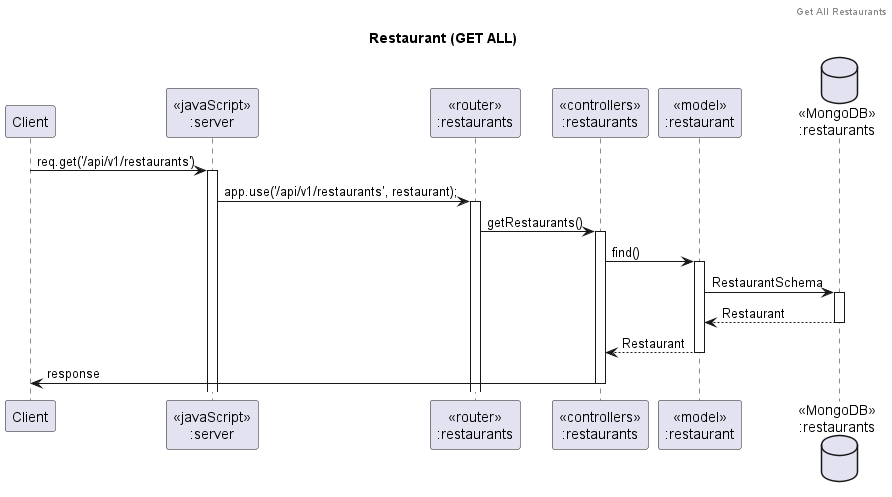 Get All Restaurants
Restaurant (GET ALL)
Client
«javaScript»
:server
«router»
:restaurants
«controllers»
:restaurants
«model»
:restaurant
«MongoDB»
:restaurants
req.get('/api/v1/restaurants')
app.use('/api/v1/restaurants', restaurant);
getRestaurants()
find()
RestaurantSchema
Restaurant
Restaurant
response
Client
«javaScript»
:server
«router»
:restaurants
«controllers»
:restaurants
«model»
:restaurant
«MongoDB»
:restaurants